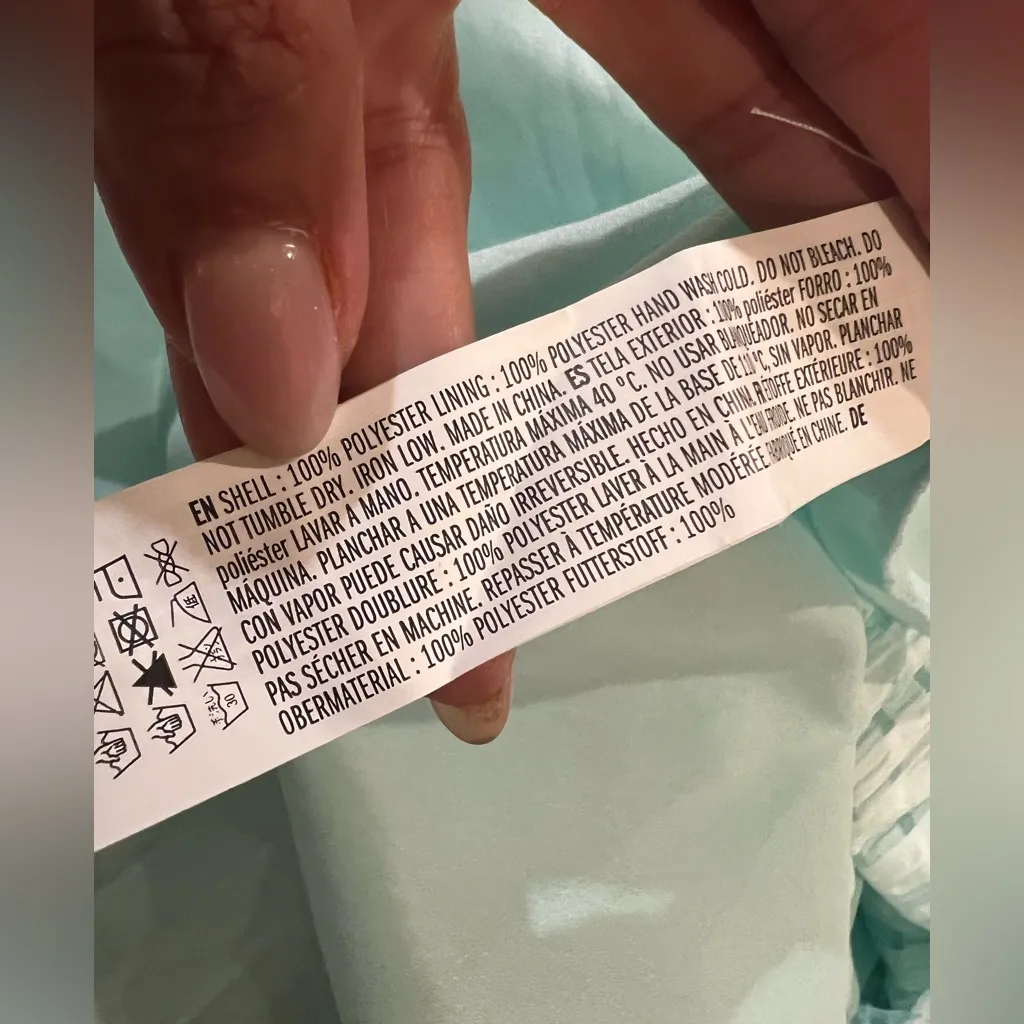 EN SHELL : 100% POLYESTER LINING : 100% POLYESTER HAND WASH COLD. DO NOT BLEACH. DO
NOT TUMBLE DRY. IRON LOW. MADE IN CHINA. ES TELA EXTERIOR : 100% poliéster FORRO : 100%
poliéster LAVAR A MANO. TEMPERATURA MÁXIMA 40 °C. NO USAR BLANQUEADOR. NO SECAR EN
MÁQUINA. PLANCHAR A UNA TEMPERATURA MÁXIMA DE LA BASE DE 110°C, SIN VAPOR. PLANCHAR
CON VAPOR PUEDE CAUSAR DAÑO IRREVERSIBLE. HECHO EN CHINA. FR ETOFFE EXTÉRIEURE : 100%
POLYESTER DOUBLURE : 100% POLYESTER LAVER À LA MAIN À L'EAU FROIDE. NE PAS BLANCHIR. NE
PAS SÉCHER EN MACHINE. REPASSER À TEMPÉRATURE MODÉRÉE. FABRIQUÉ EN CHINE. DE
OBERMATERIAL : 100% POLYESTER FUTTERSTOFF : 100%
30